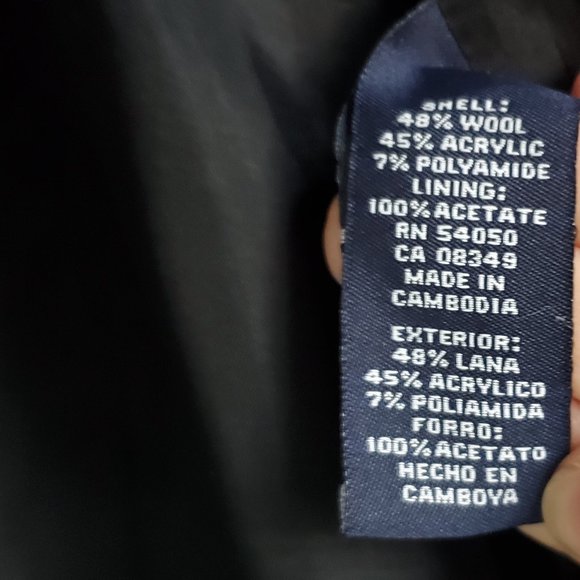 SHELL:
48% WOOL
45% ACRYLIC
7% POLYAMIDE
LINING:
100% ACETATE
RN 54050
CA 08349
MADE IN
CAMBODIA
EXTERIOR:
48% LANA
45% ACRYLICO
7% POLIAMIDA
FORRO:
100% ACETATO
HECHO EN
CAMBOYA